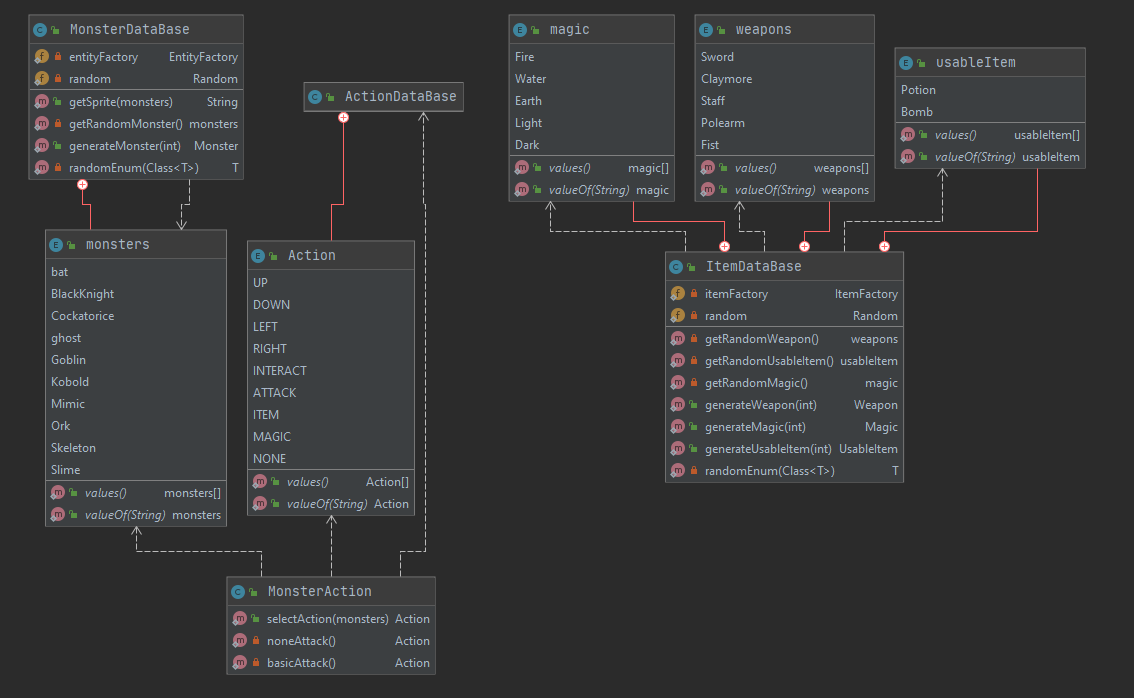 MonsterDataBase
entityFactory EntityFactory
random Random
getSprite(monsters) String
getRandomMonster() monsters
generateMonster(int) Monster
randomEnum(Class<T>) T
ActionDataBase
magic
Fire
Water
Earth
Light
Dark
values() magic[]
valueOf(String) magic
weapons
Sword
Claymore
Staff
Polearm
Fist
values() weapons[]
valueOf(String) weapons
usableItem
Potion
Bomb
values() usableItem[]
valueOf(String) usableItem
monsters
bat
BlackKnight
Cockatorice
ghost
Goblin
Kobold
Mimic
Ork
Skeleton
Slime
values() monsters[]
valueOf(String) monsters
Action
UP
DOWN
LEFT
RIGHT
INTERACT
ATTACK
ITEM
MAGIC
NONE
values() Action[]
valueOf(String) Action
ItemDataBase
itemFactory ItemFactory
random Random
getRandomWeapon() weapons
getRandomUsableItem() usableItem
getRandomMagic() magic
generateWeapon(int) Weapon
generateMagic(int) Magic
generateUsableItem(int) UsableItem
randomEnum(Class<T>) T
MonsterAction
selectAction(monsters) Action
noneAttack() Action
basicAttack() Action